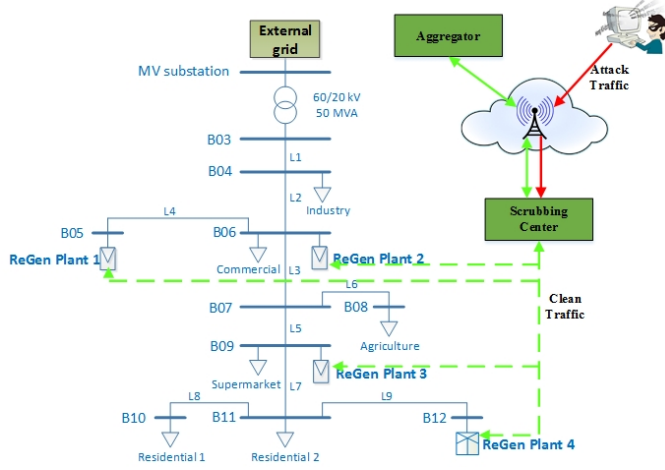 External
grid
Aggregator
MV substation
Attack
Traffic
60/20 kV
50 MVA
B03
L1
B04
L2
Industry
L4
Scrubbing
Center
B05
B06
ReGen Plant 1
Commercial
L3
ReGen Plant 2
L6
Clean
Traffic
B07
B08
L5
Agriculture
B09
Supermarket
L7
ReGen Plant 3
L8
L9
B10
B11
B12
ReGen Plant 4
Residential 1
Residential 2